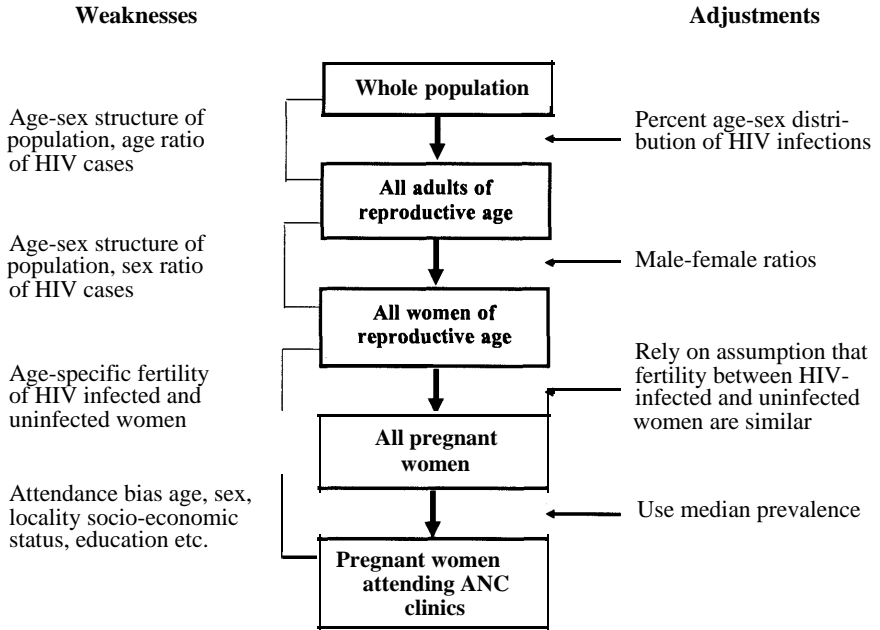 Weaknesses
Adjustments
Whole population
Age-sex structure of
population, age ratio
of HIV cases
Percent age-sex distri-
bution of HIV infections
All adults of
reproductive age
Age-sex structure of
population, sex ratio
of HIV cases
Male-female ratios
All women of
reproductive age
Age-specific fertility
of HIV infected and
uninfected women
Rely on assumption that
fertility between HIV-
infected and uninfected
women are similar
All pregnant
women
Attendance bias age, sex,
locality socio-economic
status, education etc.
Use median prevalence
Pregnant women
attending ANC
clinics